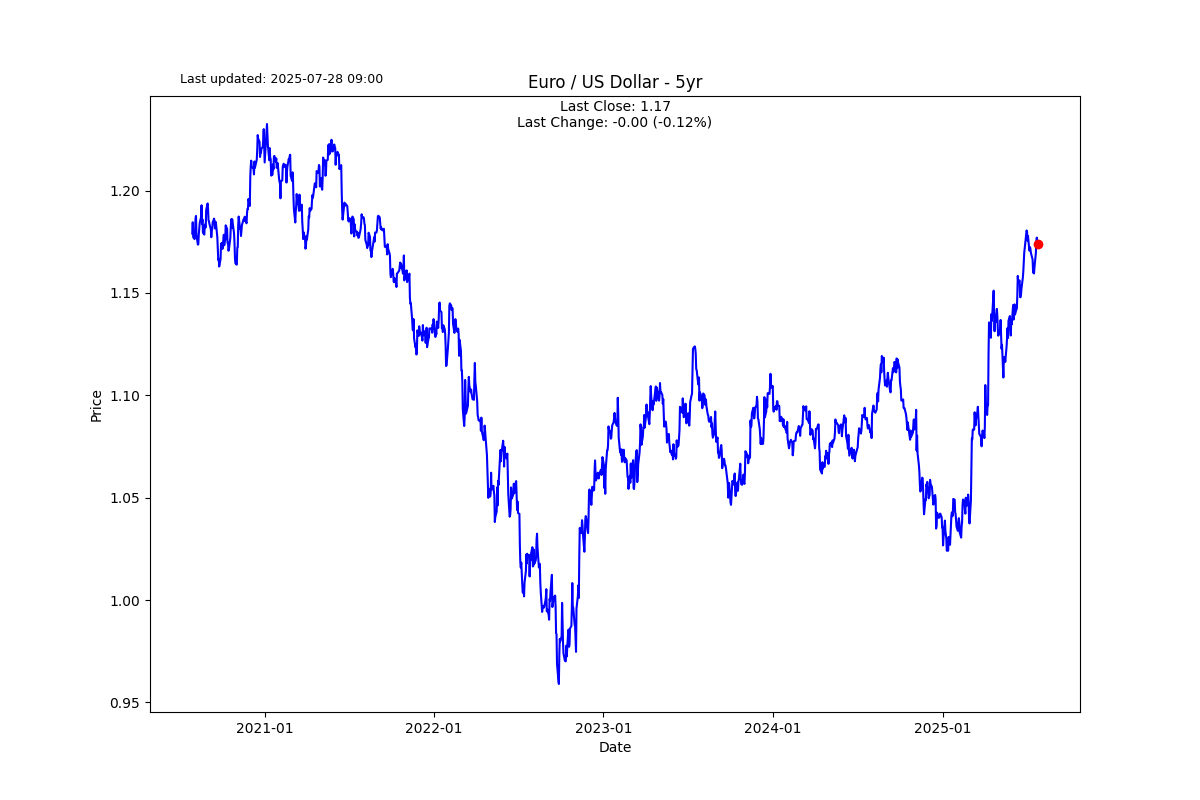 Last updated: 2025-07-28 09:00
Euro / US Dollar - 5yr
Last Close: 1.17
Last Change: -0.00 (-0.12%)
1.20
1.15
1.10
1.05
1.00
0.95
Price
2021-01
2022-01
2023-01
2024-01
2025-01
Date